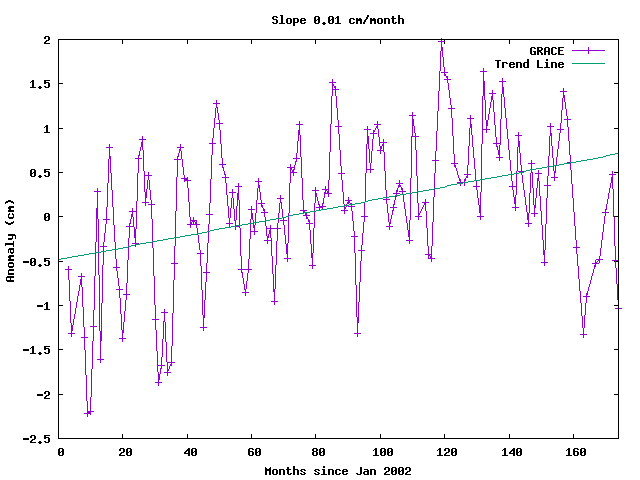 Slope 0.01 cm/month
GRACE
Trend Line
2
1.5
1
0.5
0
-0.5
-1
-1.5
-2
-2.5
Anomaly (cm)
0 20 40 60 80 100 120 140 160
Months since Jan 2002